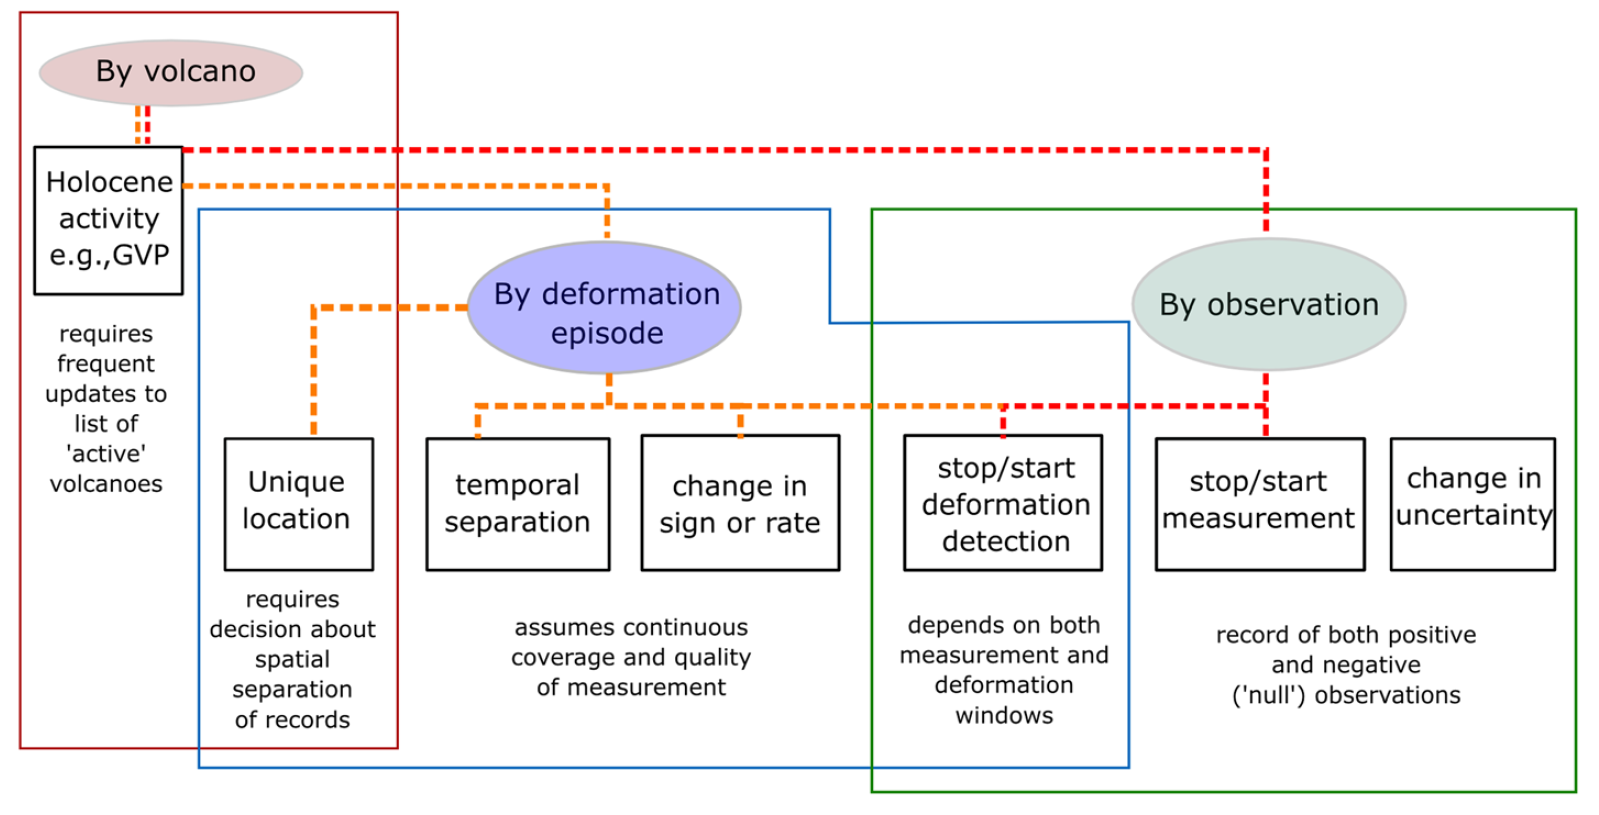 By volcano
Holocene
activity
e.g.,GVP
requires
frequent
updates to
list of
'active'
volcanoes
By deformation
episode
By observation
Unique
location
requires
decision about
spatial
separation
of records
temporal
separation
change in
sign or rate
assumes continuous
coverage and quality
of measurement
stop/start
deformation
detection
depends on both
measurement and
deformation
windows
stop/start
measurement
change in
uncertainty
record of both positive
and negative
('null') observations